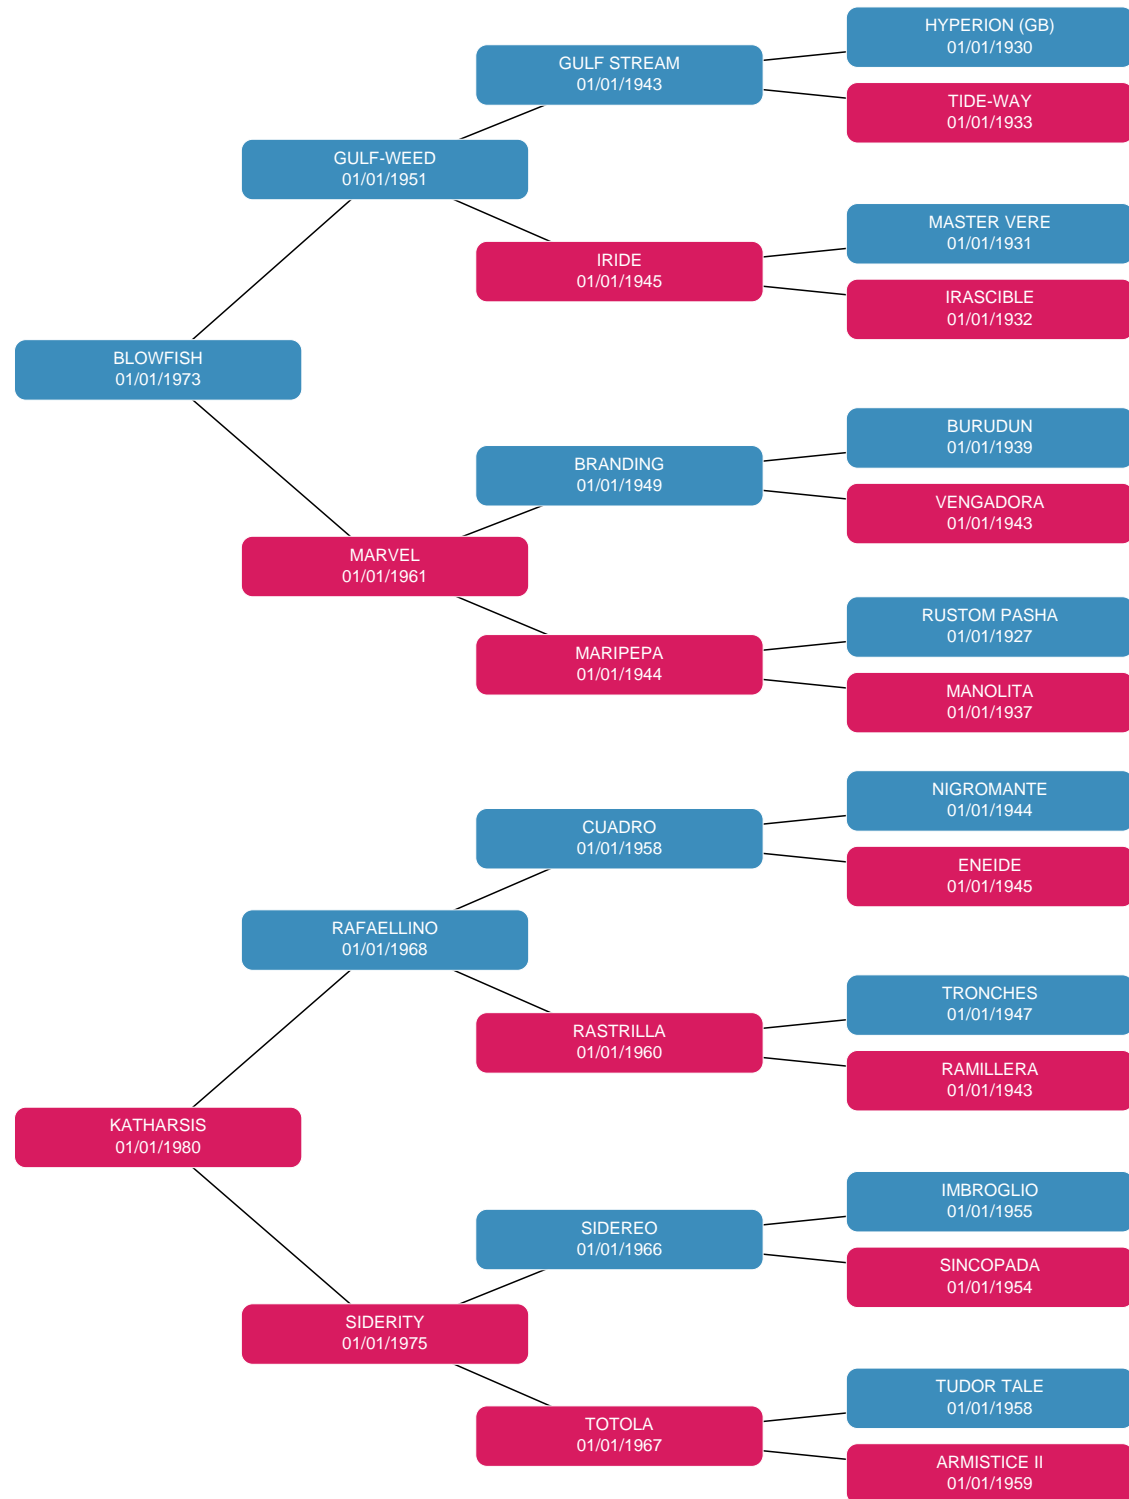 HYPERION (GB)
01/01/1930
GULF STREAM
01/01/1943
TIDE-WAY
01/01/1933
GULF-WEED
01/01/1951
MASTER VERE
01/01/1931
IRIDE
01/01/1945
IRASCIBLE
01/01/1932
BLOWFISH
01/01/1973
BURUDUN
01/01/1939
BRANDING
01/01/1949
VENGADORA
01/01/1943
MARVEL
01/01/1961
RUSTOM PASHA
01/01/1927
MARIPEPA
01/01/1944
MANOLITA
01/01/1937
NIGROMANTE
01/01/1944
CUADRO
01/01/1958
ENEIDE
01/01/1945
RAFAELLINO
01/01/1968
TRONCHES
01/01/1947
RASTRILLA
01/01/1960
RAMILLERA
01/01/1943
KATHARSIS
01/01/1980
IMBROGLIO
01/01/1955
SIDEREO
01/01/1966
SINCOPADA
01/01/1954
SIDERITY
01/01/1975
TUDOR TALE
01/01/1958
TOTOLA
01/01/1967
ARMISTICE II
01/01/1959